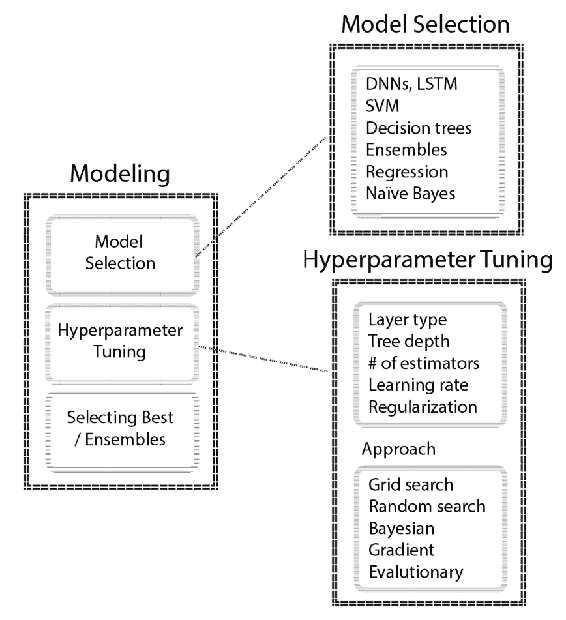 Modeling
Model
Selection
Hyperparameter
Tuning
Selecting Best
/ Ensembles
Model Selection
DNNs, LSTM
SVM
Decision trees
Ensembles
Regression
Naïve Bayes
Hyperparameter Tuning
Layer type
Tree depth
# of estimators
Learning rate
Regularization
Approach
Grid search
Random search
Bayesian
Gradient
Evalutionary